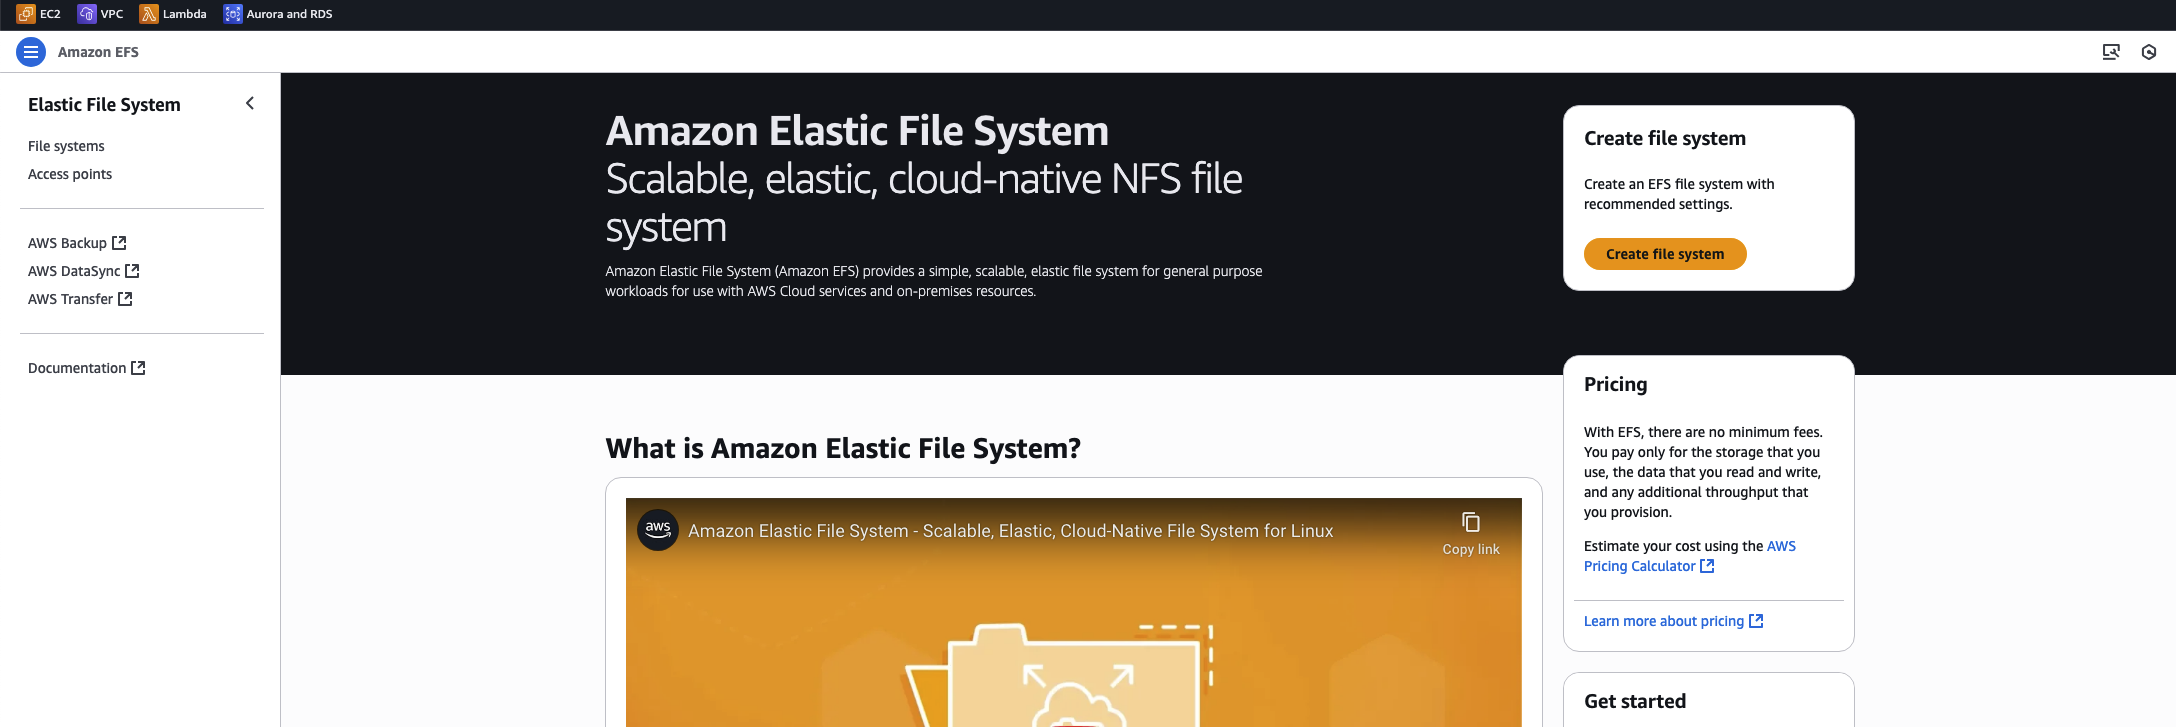 EC2 VPC Lambda Aurora and RDS
Amazon EFS
Elastic File System
File systems
Access points
AWS Backup
AWS DataSync
AWS Transfer
Documentation
Amazon Elastic File System
Scalable, elastic, cloud-native NFS file
system
Amazon Elastic File System (Amazon EFS) provides a simple, scalable, elastic file system for general purpose
workloads for use with AWS Cloud services and on-premises resources.
Create file system
Create an EFS file system with
recommended settings.
Create file system
What is Amazon Elastic File System?
aws
Amazon Elastic File System - Scalable, Elastic, Cloud-Native File System for Linux
Copy link
Pricing
With EFS, there are no minimum fees.
You pay only for the storage that you
use, the data that you read and write,
and any additional throughput that
you provision.
Estimate your cost using the AWS
Pricing Calculator
Learn more about pricing
Get started